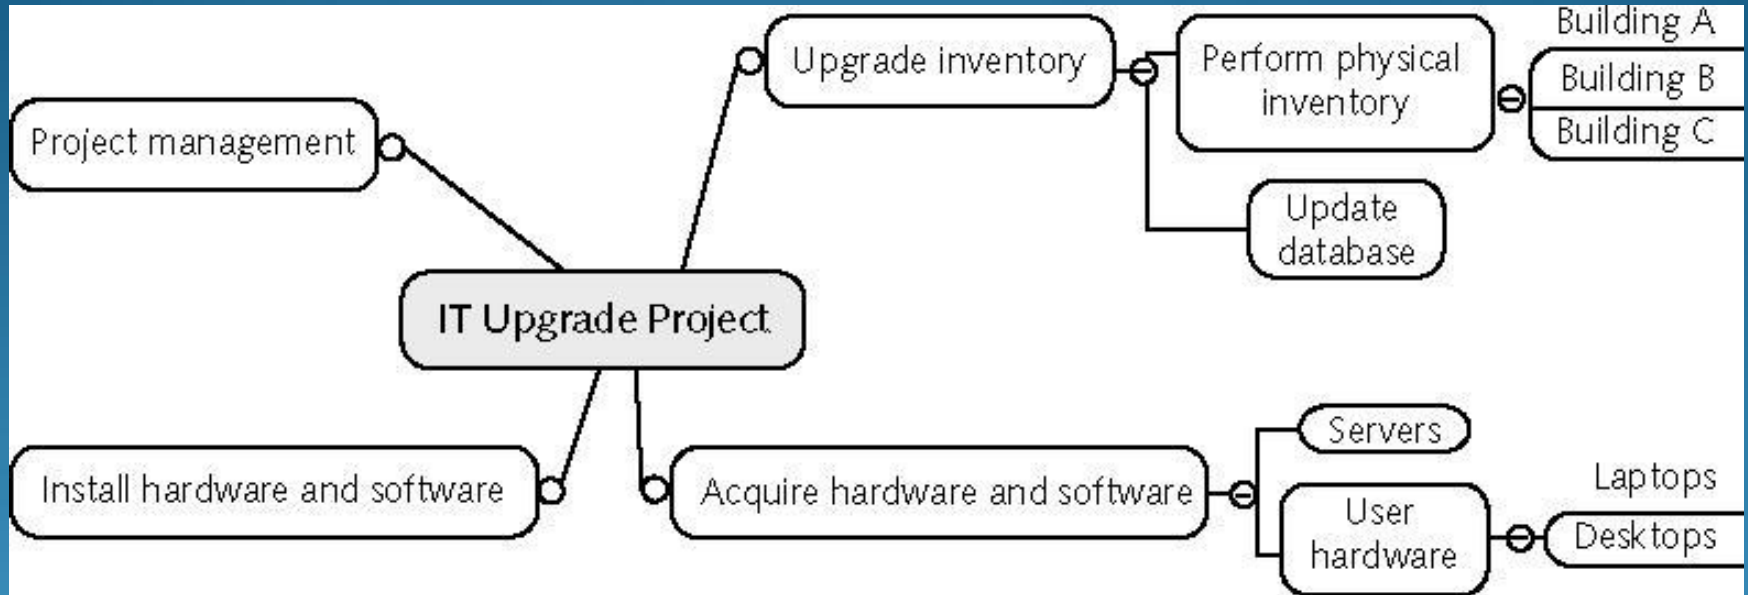 Project management
Upgrade inventory
Perform physical
inventory
Building A
Building B
Building C
Update
database
IT Upgrade Project
Install hardware and software
Acquire hardware and software
Servers
User
hardware
Laptops
Desktops